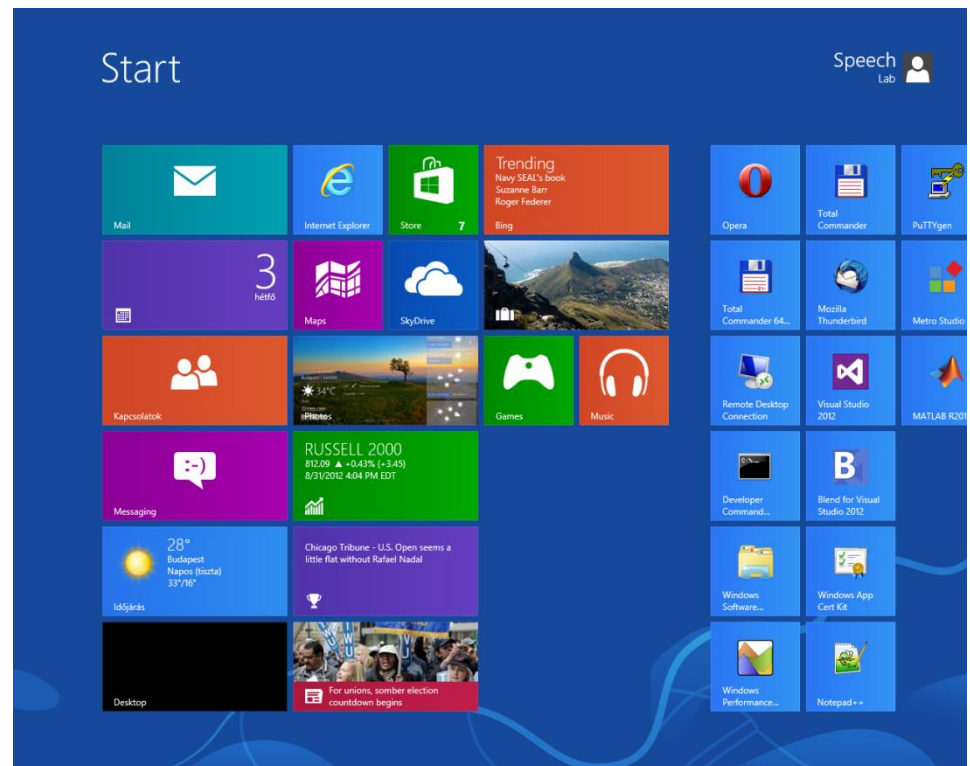 Start
Speech
Lab
Mail
Internet Explorer
Store 7
Trending
Navy SEAL's book
Suzanne Barr
Roger Federer
Bing
3
hétfő
Maps
SkyDrive
Kapcsolatok
34°C
Photos
Games
Music
Messaging
RUSSELL 2000
812.09 ▲ +0.43% (+3.45)
8/31/2012 4:04 PM EDT
28°
Budapest
Napos (tiszta)
33°/16°
Időjárás
Chicago Tribune - U.S. Open seems a
little flat without Rafael Nadal
Desktop
For unions, somber election
countdown begins
Opera
Total
Commander
PuTTYgen
Total
Commander 64...
Mozilla
Thunderbird
Metro Studio
Remote Desktop
Connection
Visual Studio
2012
MATLAB R201
Developer
Command...
B
Blend for Visual
Studio 2012
Windows
Software...
Windows App
Cert Kit
Windows
Performance...
Notepad++